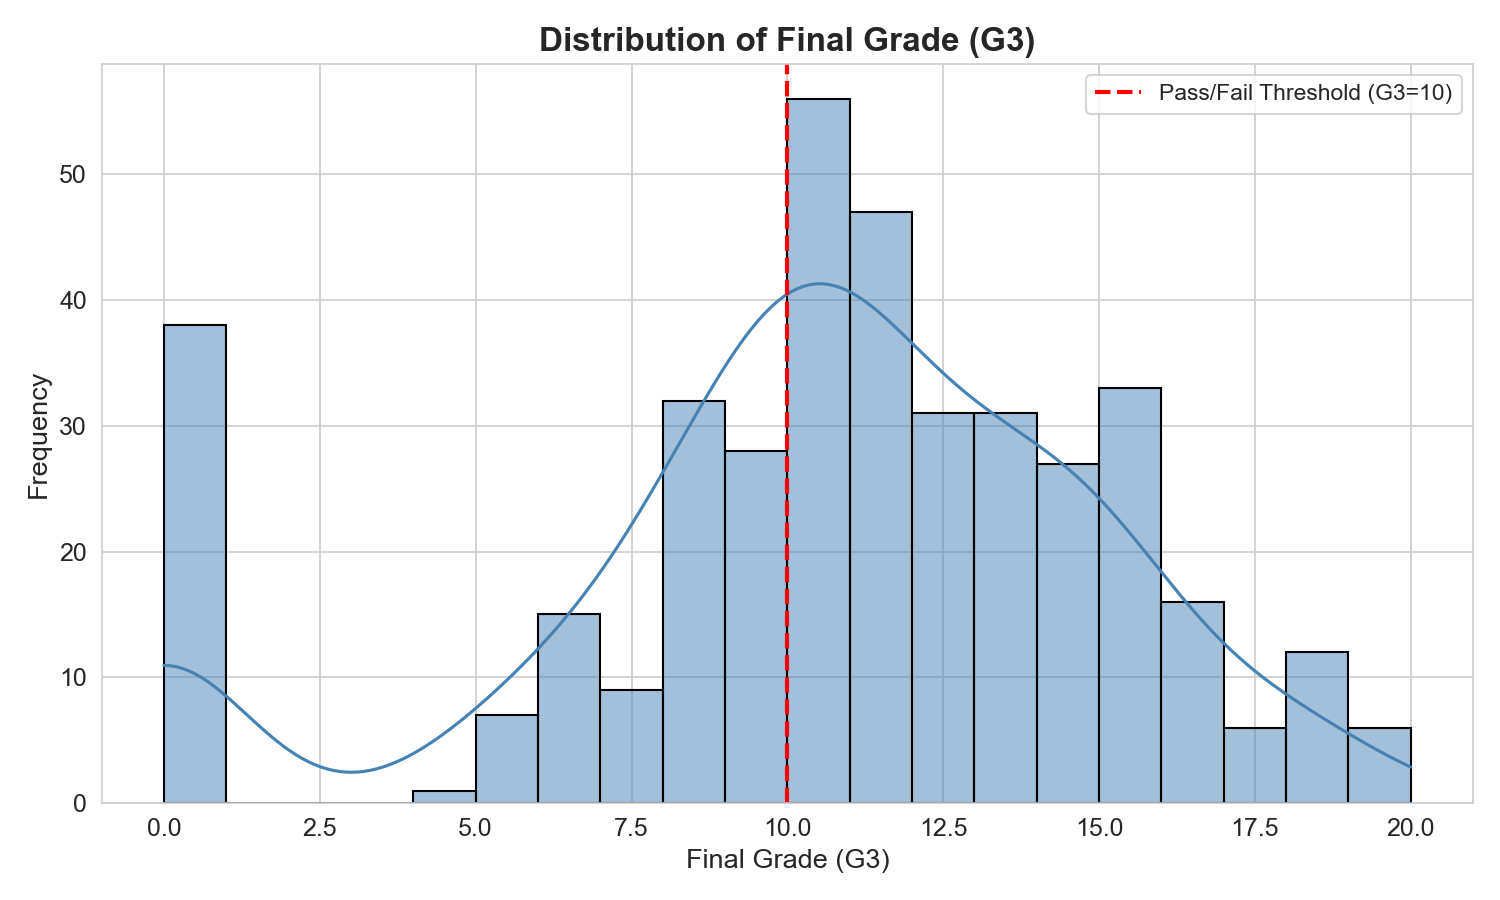 Distribution of Final Grade (G3)
Pass/Fail Threshold (G3=10)
Frequency
50
40
30
20
10
0
0.0 2.5 5.0 7.5 10.0 12.5 15.0 17.5 20.0
Final Grade (G3)